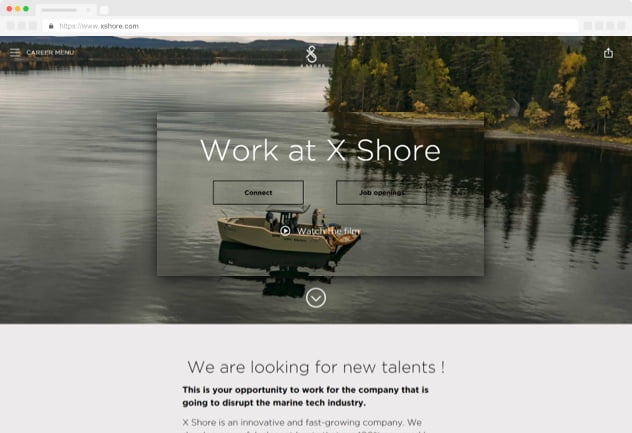 https://www.xshore.com
CAREER MENU
Work at X Shore
Connect
Job openings
Watch the film
We are looking for new talents !
This is your opportunity to work for the company that is
going to disrupt the marine tech industry.
X Shore is an innovative and fast-growing company. We